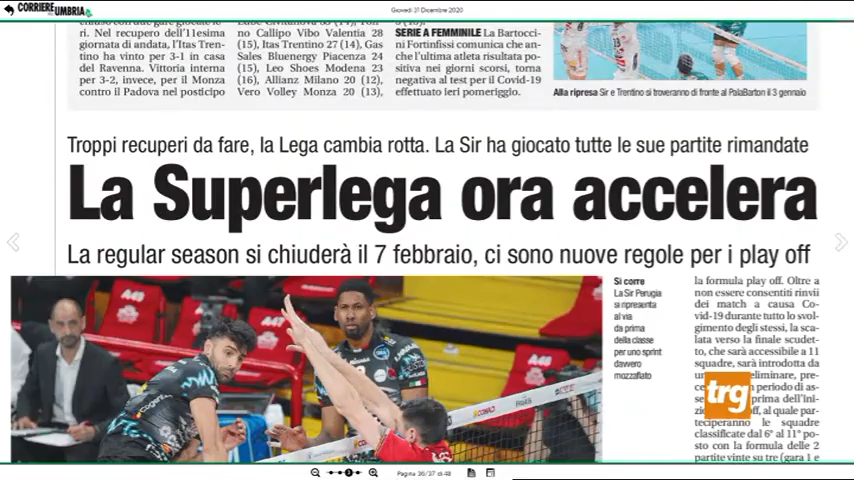 CORRIERE
DELL'UMBRIA
Giovedì 31 Dicembre 2020
ri. Nel recupero dell'11esima
giornata di andata, l'Itas Tren-
tino ha vinto per 3-1 in casa
del Ravenna. Vittoria interna
per 3-2, invece, per il Monza
contro il Padova nel posticipo
no Callipo Vibo Valentia 28
(15), Itas Trentino 27 (14), Gas
Sales Bluenergy Piacenza 24
(15), Leo Shoes Modena 23
(16), Allianz Milano 20 (12),
Vero Volley Monza 20 (13),
SERIE A FEMMINILE La Bartocci-
ni Fortinfissi comunica che an-
che l'ultima atleta risultata po-
sitiva nei giorni scorsi, torna
negativa al test per il Covid-19
effettuato ieri pomeriggio.
Alla ripresa Sir e Trentino si troveranno di fronte al PalaBarton il 3 gennaio
Troppi recuperi da fare, la Lega cambia rotta. La Sir ha giocato tutte le sue partite rimandate
La Superlega ora accelera
La regular season si chiuderà il 7 febbraio, ci sono nuove regole per i play off
A49
A47
A48
Si corre
La Sir Perugia
si ripresenta
al via
da prima
della classe
per uno sprint
davvero
mozzafiato
la formula play off. Oltre a
non essere consentiti rinvii
dei match a causa Co-
vid-19 durante tutto lo svol-
gimento degli stessi, la sca-
lata verso la finale scudet-
to, che sarà accessibile a 11
squadre, sarà introdotta da
eliminare, pre-
periodo di as-
prima dell'ini-
off, al quale par-
teciperanno le squadre
classificate dal 6° al 11° po-
sto con la formula delle 2
partite vinte su tre (gara 1 e
trg
Pagina 36/37 di 48